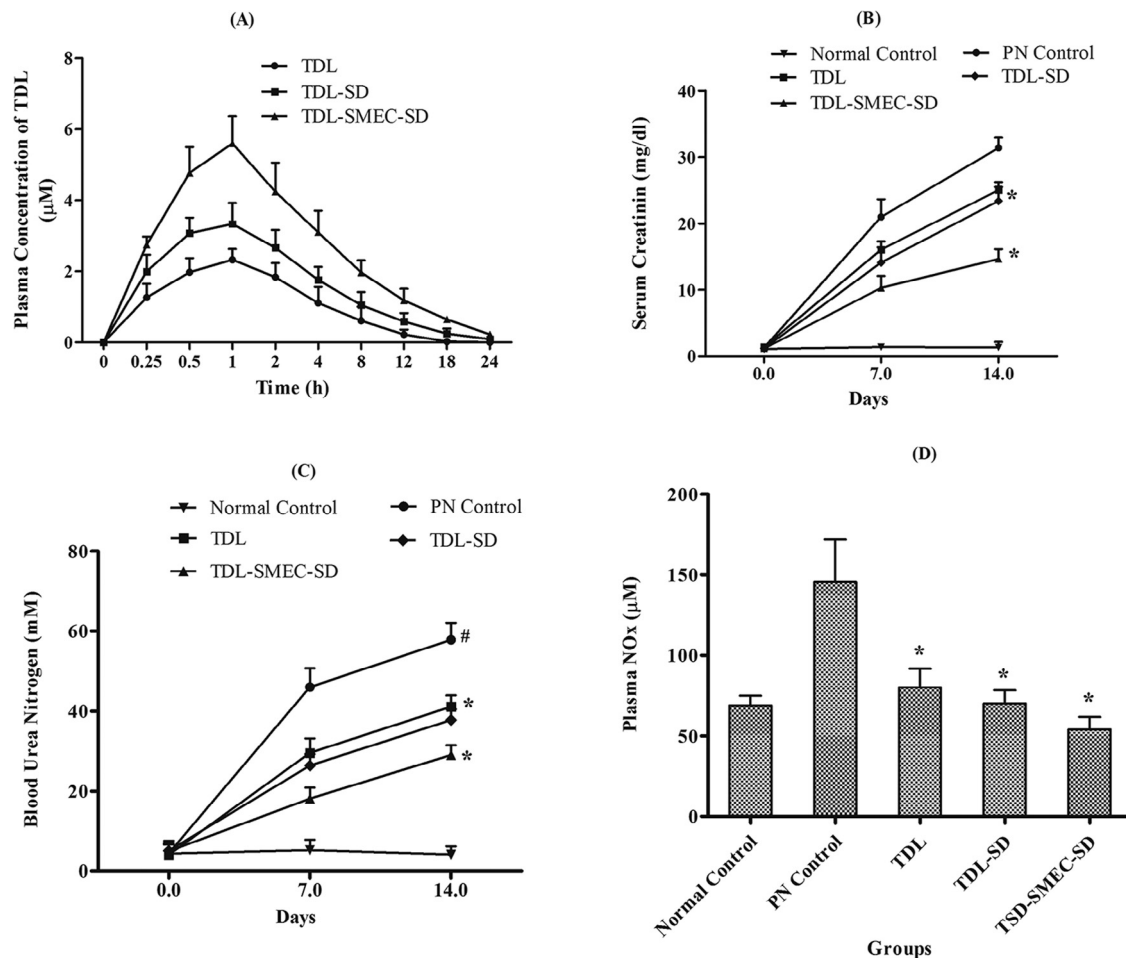 (A)
TDL
TDL-SD
TDL-SMEC-SD
Plasma Concentration of TDL
(μM)
8
6
4
2
0
0 0.25 0.5 1 2 4 8 12 18 24
Time (h)
(B)
Normal Control PN Control
TDL TDL-SD
TDL-SMEC-SD
Serum Creatinin (mg/dl)
40
30
20
10
0
*
*
0.0 7.0 14.0
Days
(C)
Normal Control PN Control
TDL TDL-SD
TDL-SMEC-SD
Blood Urea Nitrogen (mM)
80
60
40
20
0
#
*
*
0.0 7.0 14.0
Days
(D)
Plasma NOx (μM)
200
150
100
50
0
* * *
Normal Control
PN Control
TDL
TDL-SD
TSD-SMEC-SD
Groups